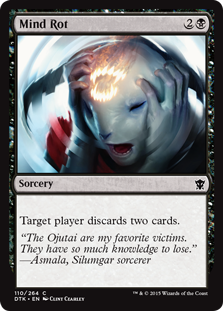 Mind Rot 2
Sorcery
Target player discards two cards.
"The Ojutai are my favorite victims.
They have so much knowledge to lose."
—Asmala, Silumgar sorcerer
110/264 C
DTK • EN Clint Cearley
™ & © 2015 Wizards of the Coast